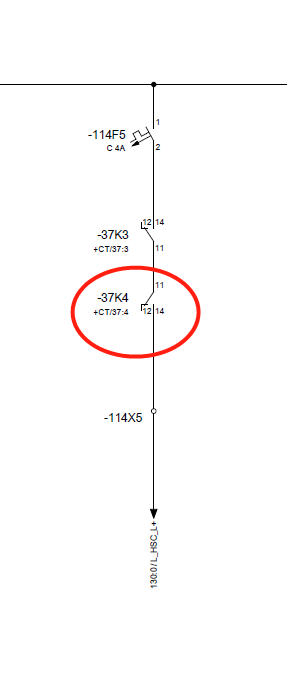 1
-114F5
C 4A
2
12 14
-37K3
+CT/37:3
11
11
-37K4
+CT/37:4
12 14
-114X5
130:0 / L_HSC_L+